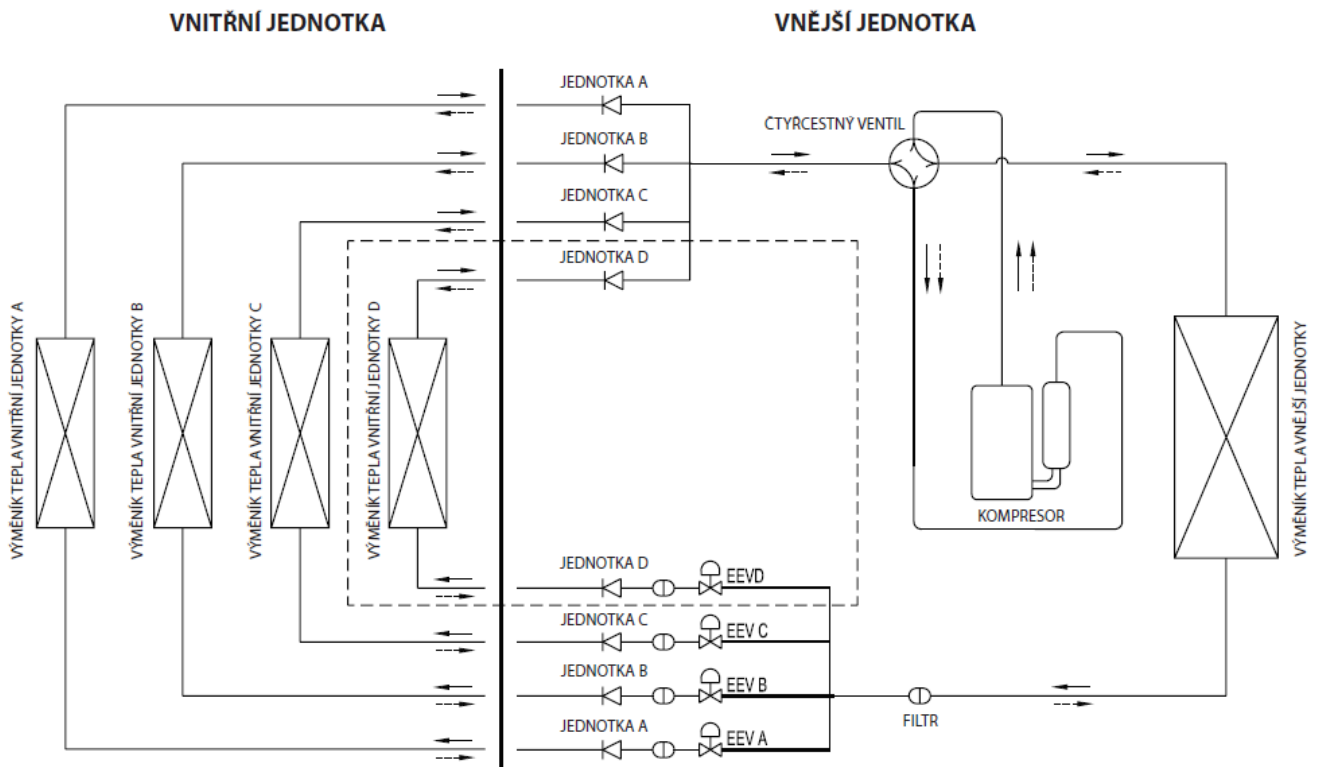 VNITŘNÍ JEDNOTKA
VNĚJŠÍ JEDNOTKA
JEDNOTKA A
JEDNOTKA B
JEDNOTKA C
JEDNOTKA D
ČTYŘCESTNÝ VENTIL
VÝMĚNÍK TEPLA VNITŘNÍ JEDNOTKY A
VÝMĚNÍK TEPLA VNITŘNÍ JEDNOTKY B
VÝMĚNÍK TEPLA VNITŘNÍ JEDNOTKY C
VÝMĚNÍK TEPLA VNITŘNÍ JEDNOTKY D
KOMPRESOR
VÝMĚNÍK TEPLA VNĚJŠÍ JEDNOTKY
JEDNOTKA D
EEVD
JEDNOTKA C
EEV C
JEDNOTKA B
EEV B
JEDNOTKA A
EEV A
FILTR